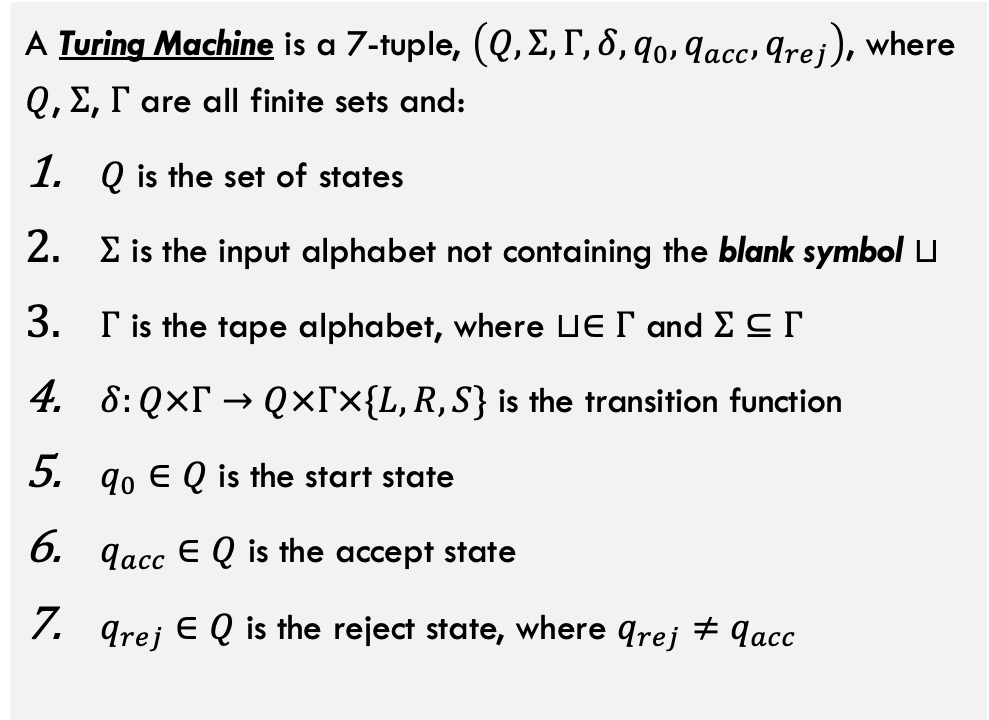 A Turing Machine is a 7-tuple, (Q, Σ, Γ, δ, q₀, qₐcc, qᵣₑⱼ), where
Q, Σ, Γ are all finite sets and:
1. Q is the set of states
2. Σ is the input alphabet not containing the blank symbol ⊔
3. Γ is the tape alphabet, where ⊔∈ Γ and Σ ⊆ Γ
4. δ: Q×Γ → Q×Γ×{L, R, S} is the transition function
5. q₀ ∈ Q is the start state
6. q_acc ∈ Q is the accept state
7. q_rej ∈ Q is the reject state, where q_rej ≠ q_acc